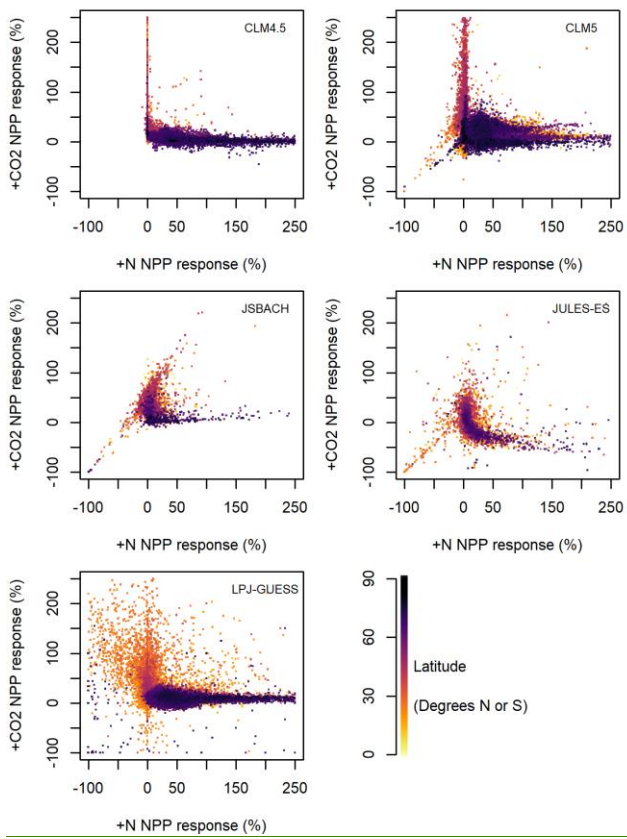 CLM4.5
+CO2 NPP response (%)
-100 0 100 200
-100 0 50 150 250
+N NPP response (%)
CLM5
+CO2 NPP response (%)
-100 0 100 200
-100 0 50 150 250
+N NPP response (%)
JSBACH
+CO2 NPP response (%)
-100 0 100 200
-100 0 50 150 250
+N NPP response (%)
JULES-ES
+CO2 NPP response (%)
-100 0 100 200
-100 0 50 150 250
+N NPP response (%)
LPJ-GUESS
+CO2 NPP response (%)
-100 0 100 200
-100 0 50 150 250
+N NPP response (%)
0 30 60 90
Latitude
(Degrees N or S)